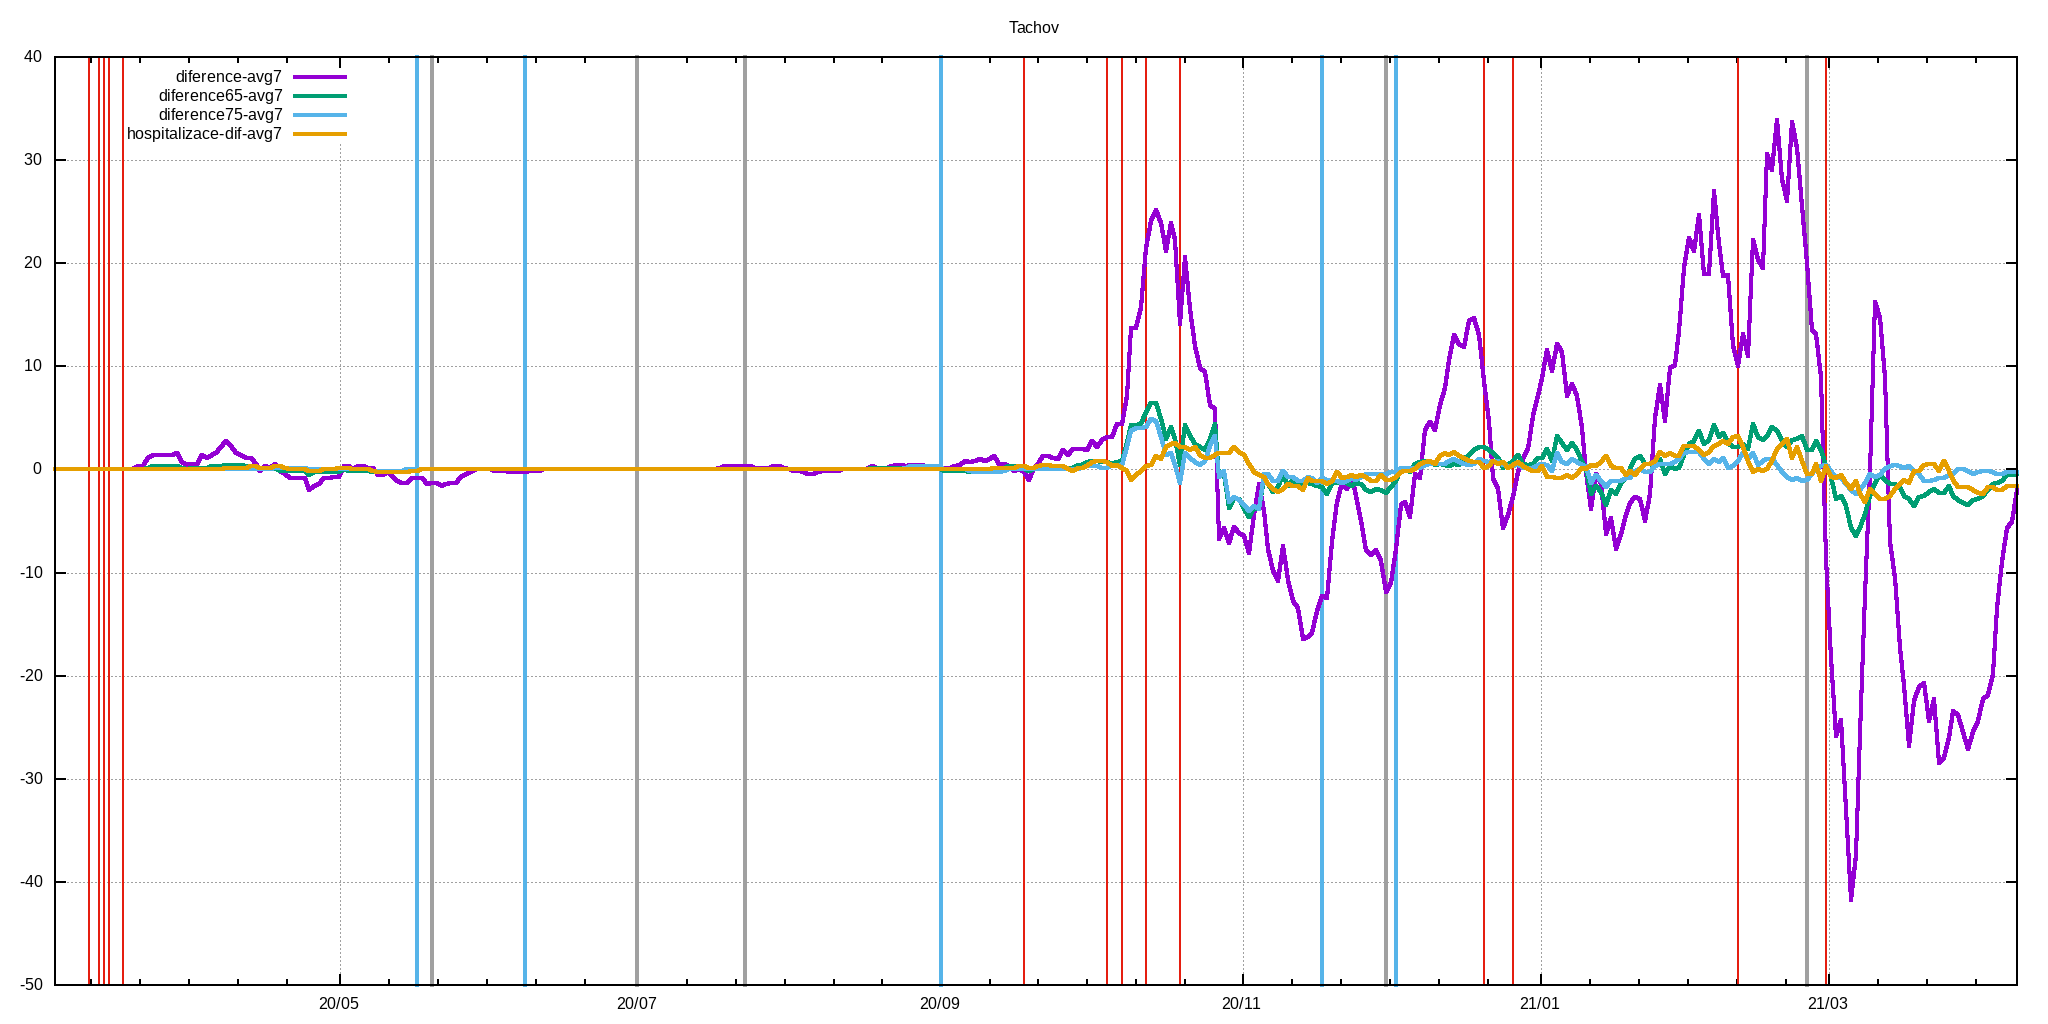 Tachov
40
diference-avg7
diference65-avg7
diference75-avg7
hospitalizace-dif-avg7
30
20
10
0
-10
-20
-30
-40
-50
20/05 20/07 20/09 20/11 21/01 21/03